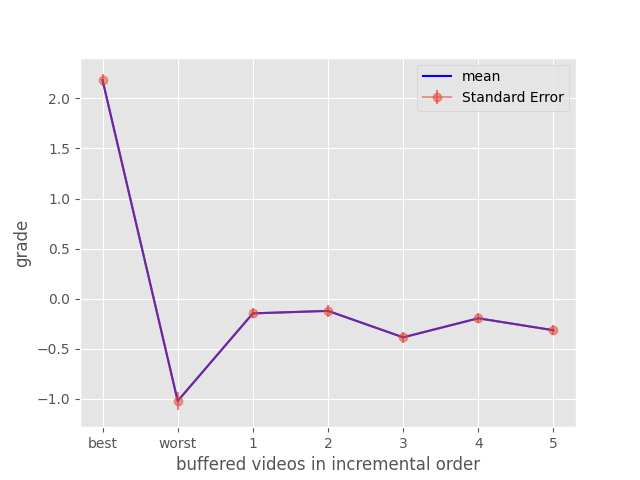 mean
Standard Error
2.0
1.5
1.0
0.5
0.0
−0.5
−1.0
grade
best worst 1 2 3 4 5
buffered videos in incremental order